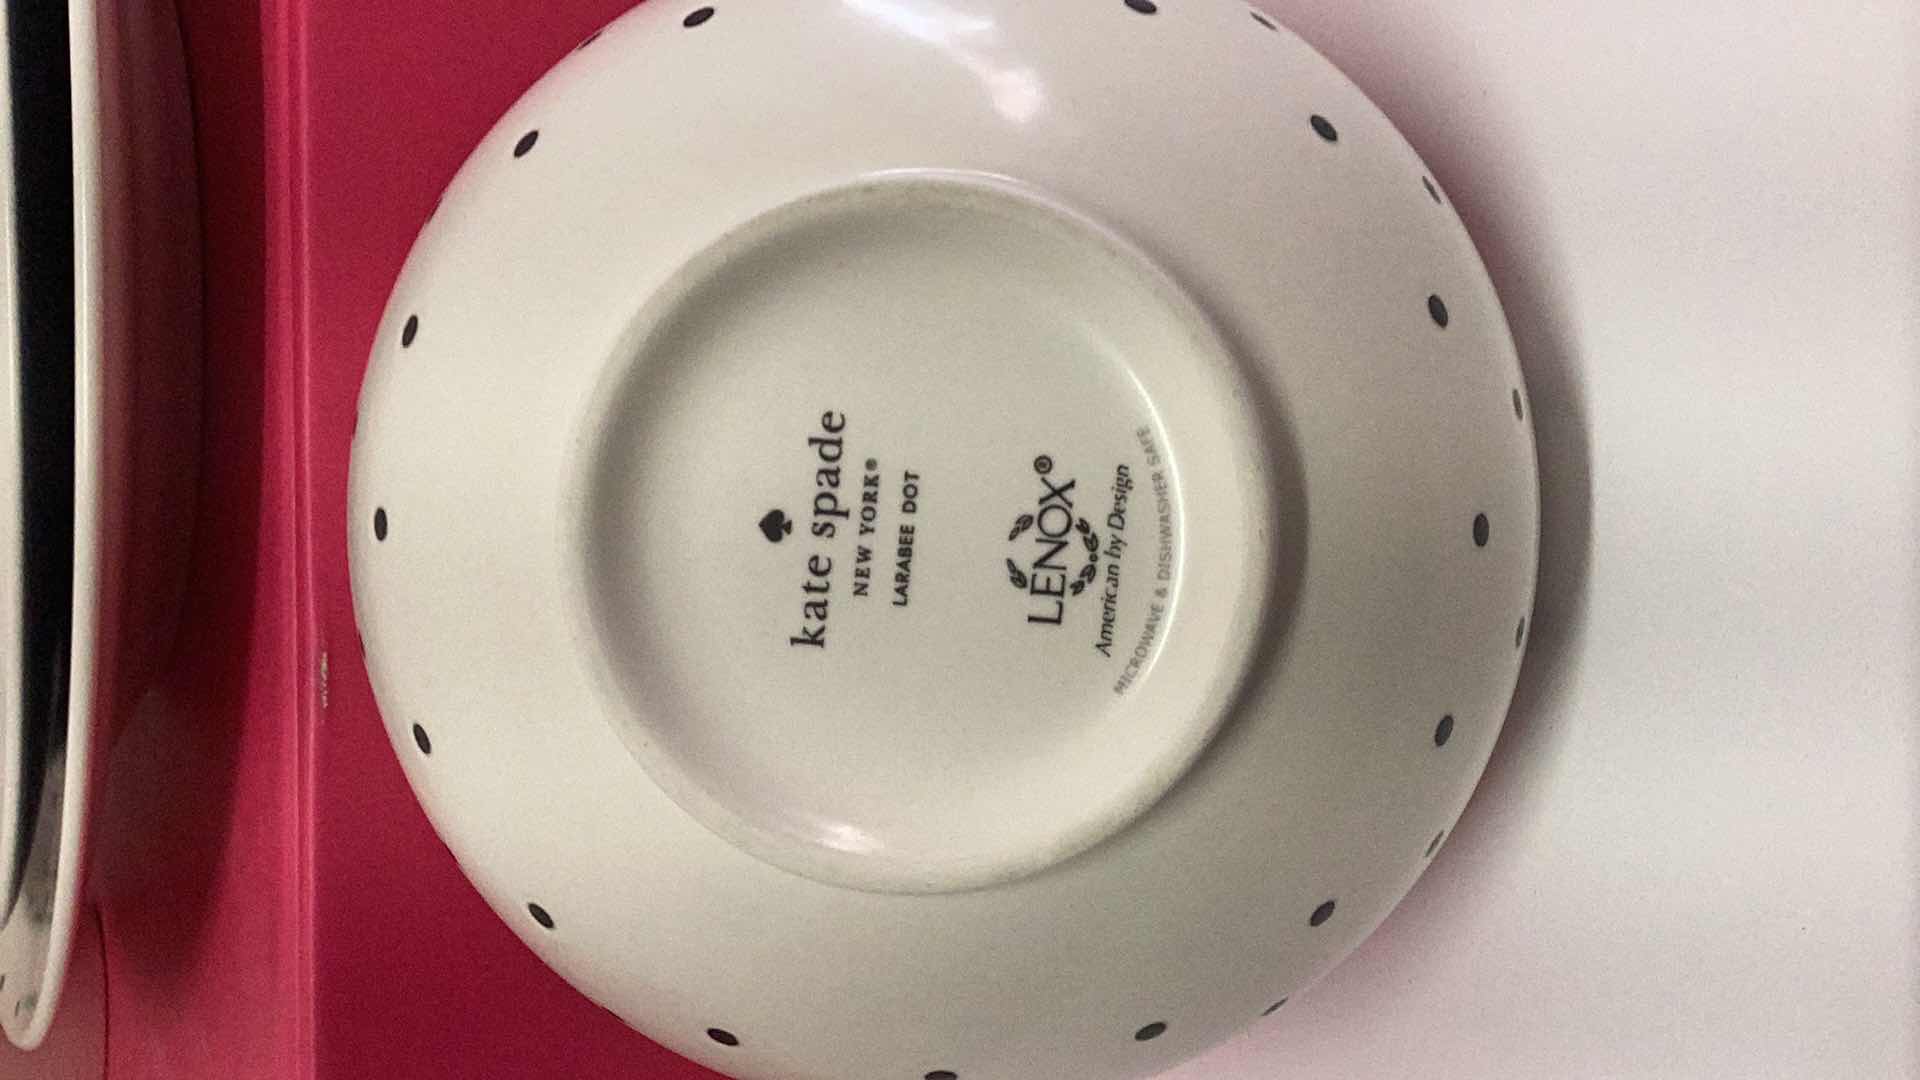 kate spade
NEW YORK®
LARABEE DOT
LENOX®
American by Design
MICROWAVE & DISHWASHER SAFE